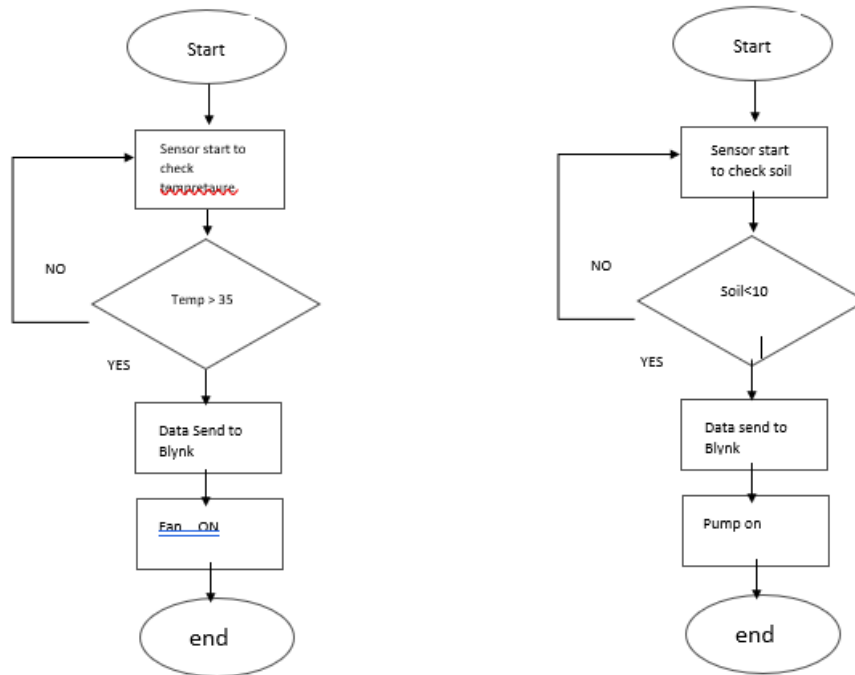 Start
Sensor start to
check
tempretaure
NO
Temp > 35
YES
Data Send to
Blynk
Fan ON
end
Start
Sensor start
to check soil
NO
Soil<10
YES
Data send to
Blynk
Pump on
end